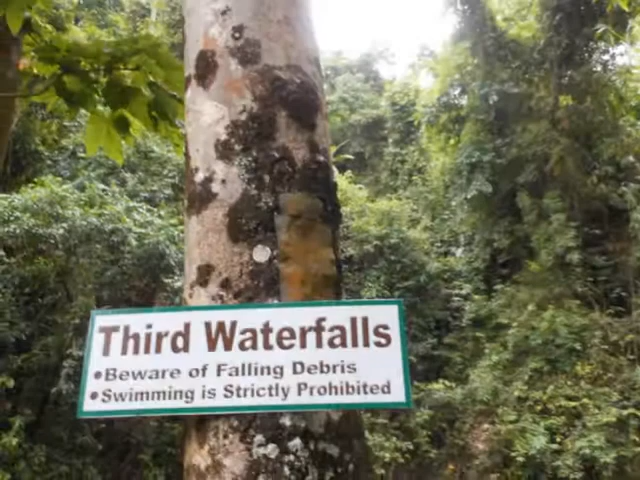 Third Waterfalls
•Beware of Falling Debris
•Swimming is Strictly Prohibited